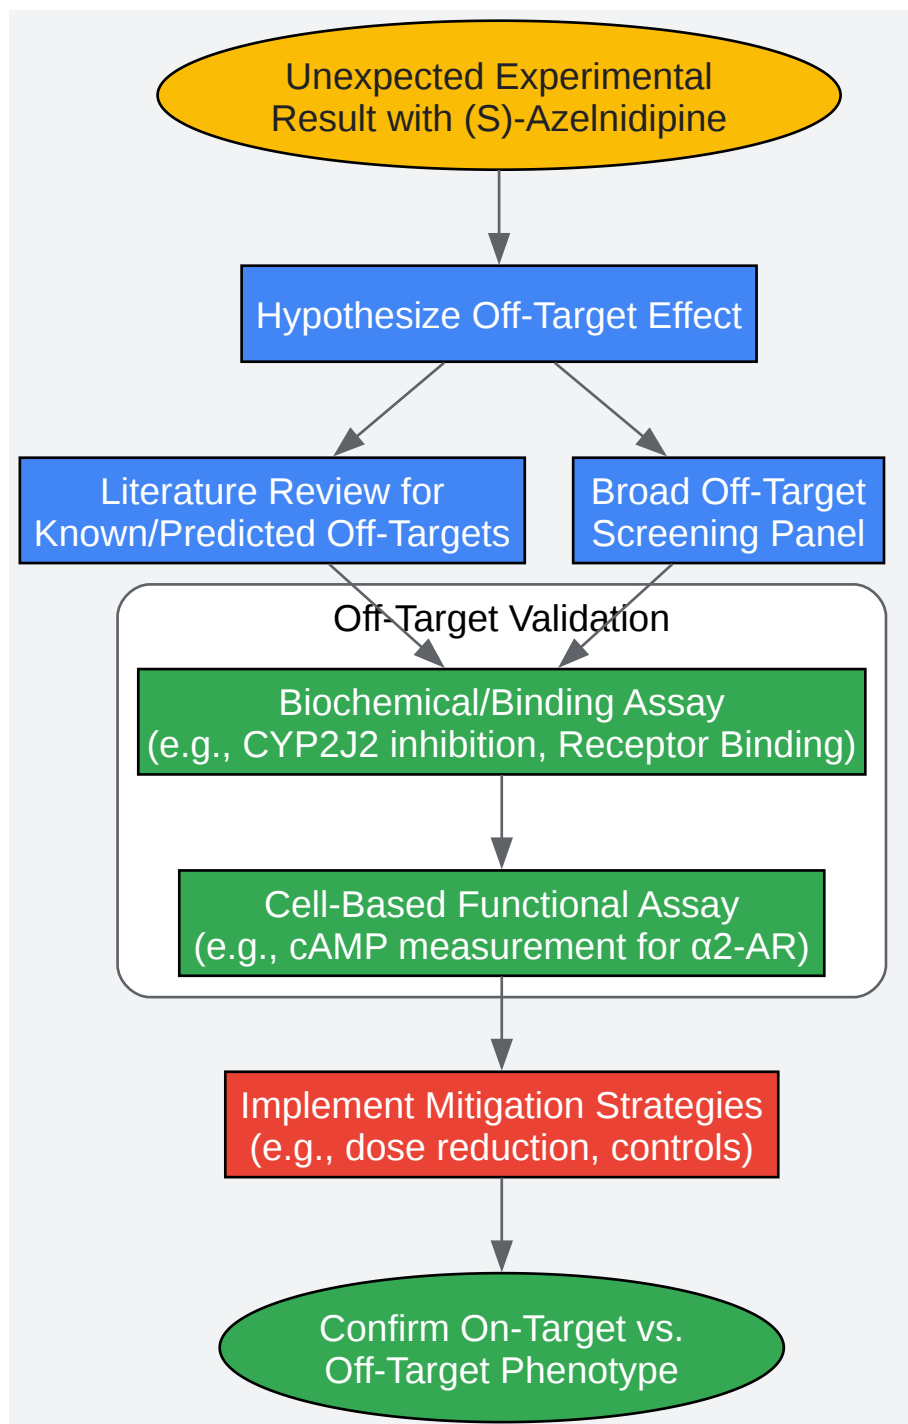 Unexpected Experimental
Result with (S)-Azelnidipine
Hypothesize Off-Target Effect
Literature Review for
Known/Predicted Off-Targets
Broad Off-Target
Screening Panel
Off-Target Validation
Biochemical/Binding Assay
(e.g., CYP2J2 inhibition, Receptor Binding)
Cell-Based Functional Assay
(e.g., cAMP measurement for α2-AR)
Implement Mitigation Strategies
(e.g., dose reduction, controls)
Confirm On-Target vs.
Off-Target Phenotype